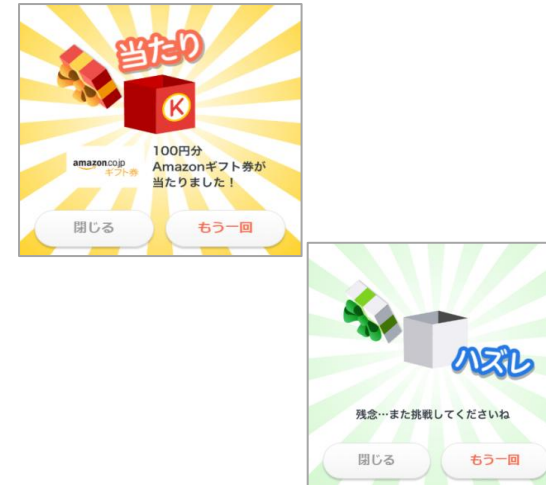 当たり
K
amazon.co.jp
ギフト券
100円分
Amazonギフト券が
当たりました！
閉じる
もう一回
ハズレ
残念…また挑戦してくださいね
閉じる
もう一回